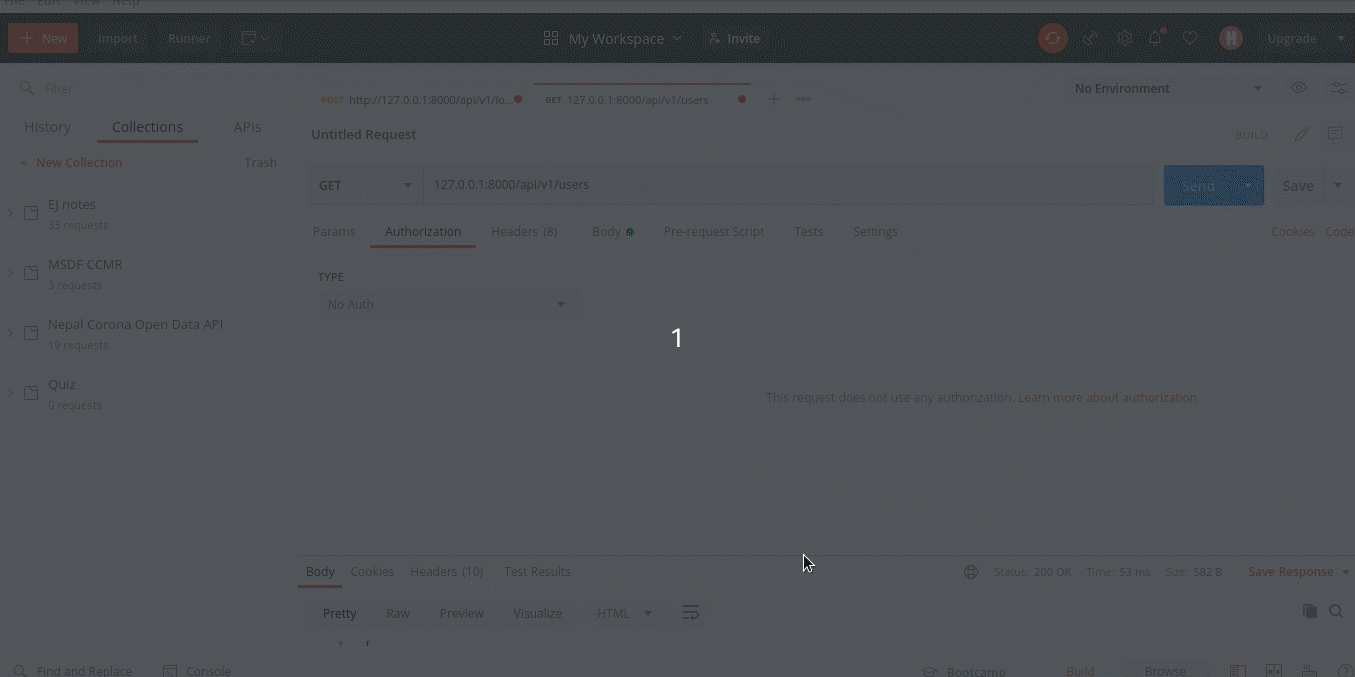 File Edit View Help
New Import Runner My Workspace Invite Upgrade
Filter
History Collections APIs
New Collection Trash
EJ notes
33 requests
MSDF CCMR
3 requests
Nepal Corona Open Data API
19 requests
Quiz
0 requests
POST http://127.0.0.1:8000/api/v1/lo... GET 127.0.0.1:8000/api/v1/users No Environment
Untitled Request BUILD
GET 127.0.0.1:8000/api/v1/users Send Save
Params Authorization Headers (8) Body Pre-request Script Tests Settings Cookies Code
TYPE
No Auth
1
This request does not use any authorization. Learn more about authorization
Body Cookies Headers (10) Test Results Status: 200 OK Time: 53 ms Size: 582 B Save Response
Pretty Raw Preview Visualize HTML
Find and Replace Console Bootcamp Build Browse